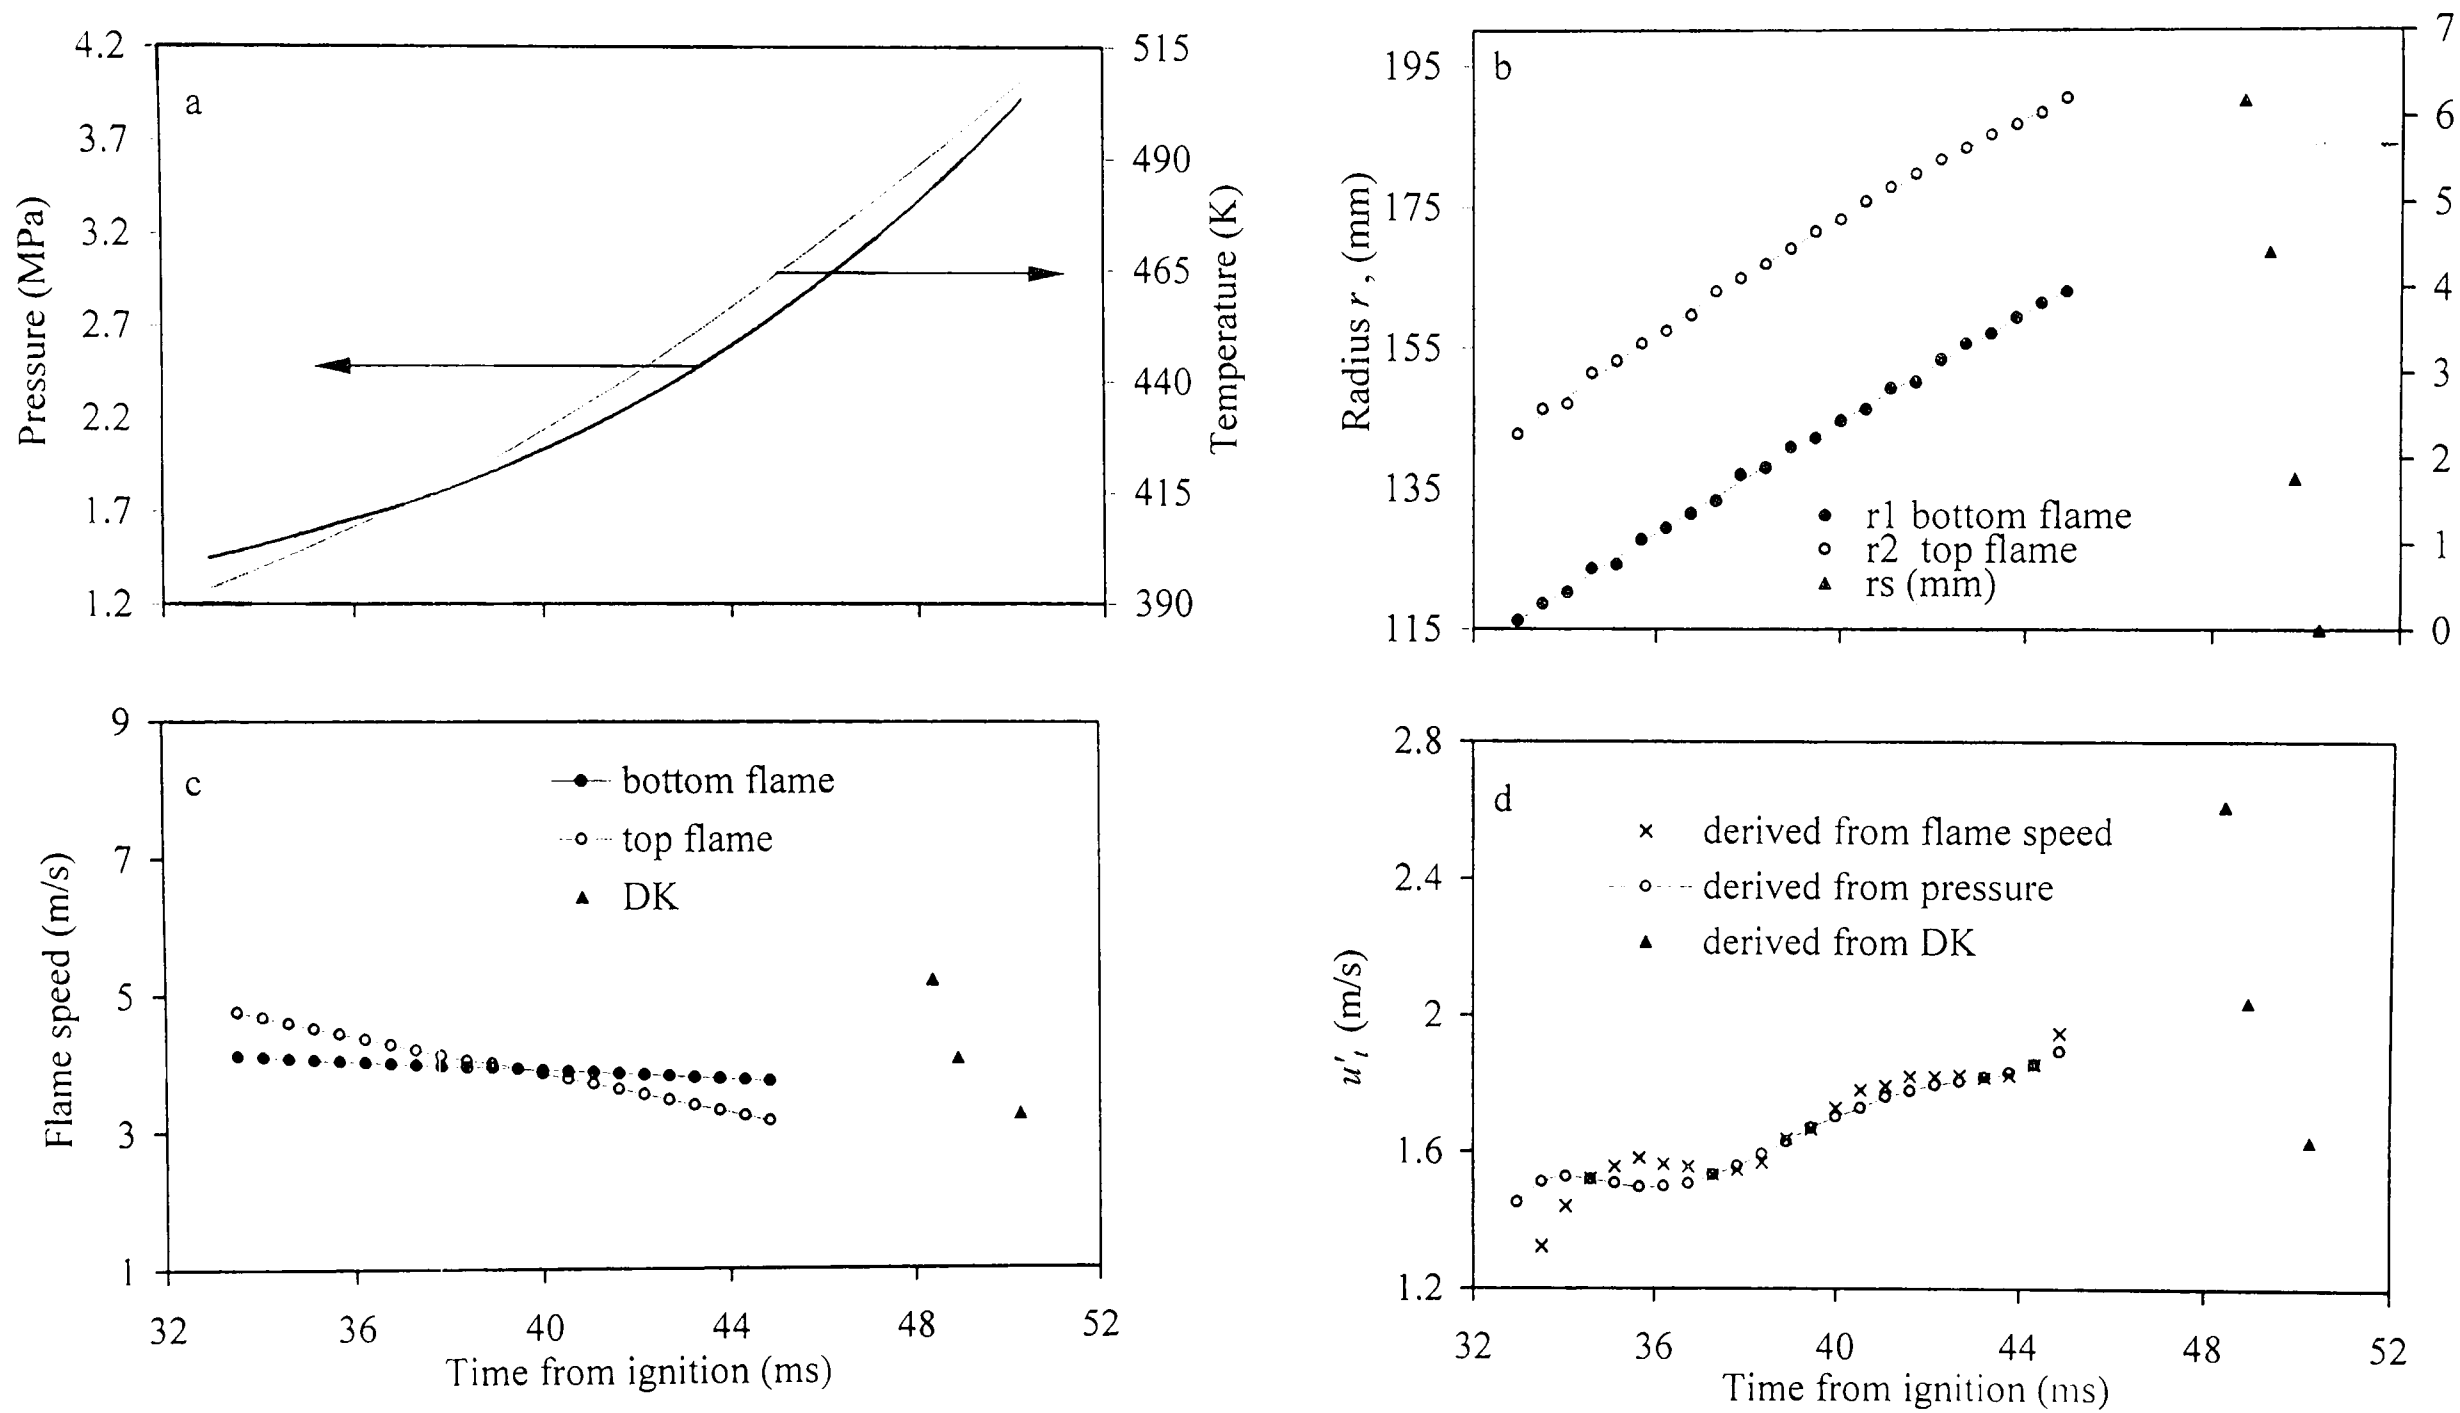 a
Pressure (MPa)
4.2
3.7
3.2
2.7
2.2
1.7
1.2
515
490
465
440
415
390
Temperature (K)
b
Radius r , (mm)
195
175
155
135
115
7
6
5
4
3
2
1
0
r1 bottom flame
r2 top flame
rs (mm)
c
Flame speed (m/s)
9
7
5
3
1
bottom flame
top flame
DK
32 36 40 44 48 52
Time from ignition (ms)
d
u't (m/s)
2.8
2.4
2
1.6
1.2
derived from flame speed
derived from pressure
derived from DK
32 36 40 44 48 52
Time from ignition (ms)